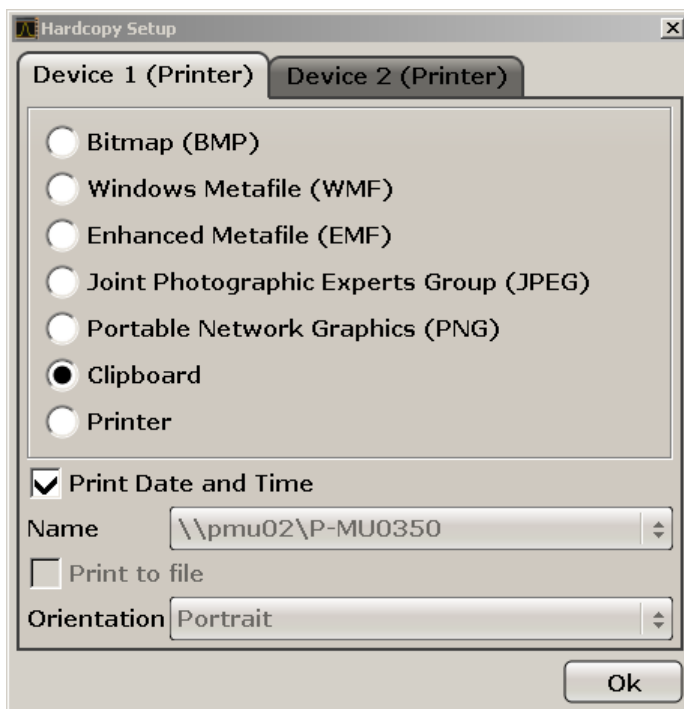 Hardcopy Setup
Device 1 (Printer)
Device 2 (Printer)
Bitmap (BMP)
Windows Metafile (WMF)
Enhanced Metafile (EMF)
Joint Photographic Experts Group (JPEG)
Portable Network Graphics (PNG)
Clipboard
Printer
Print Date and Time
Name \\pmu02\P-MU0350
Print to file
Orientation Portrait
Ok